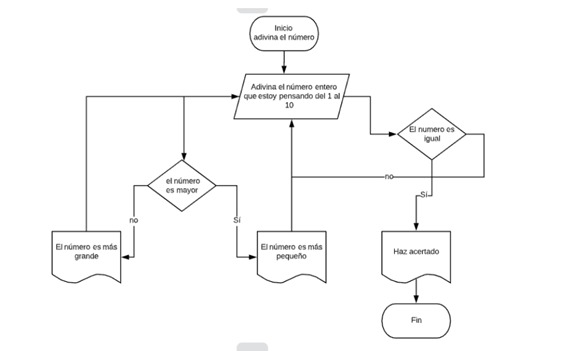 Inicio
adivina el número
Adivina el número entero
que estoy pensando del 1 al
10
El numero es
igual
el número
es mayor
no
Sí
no
Sí
El número es más
grande
El número es más
pequeño
Haz acertado
Fin